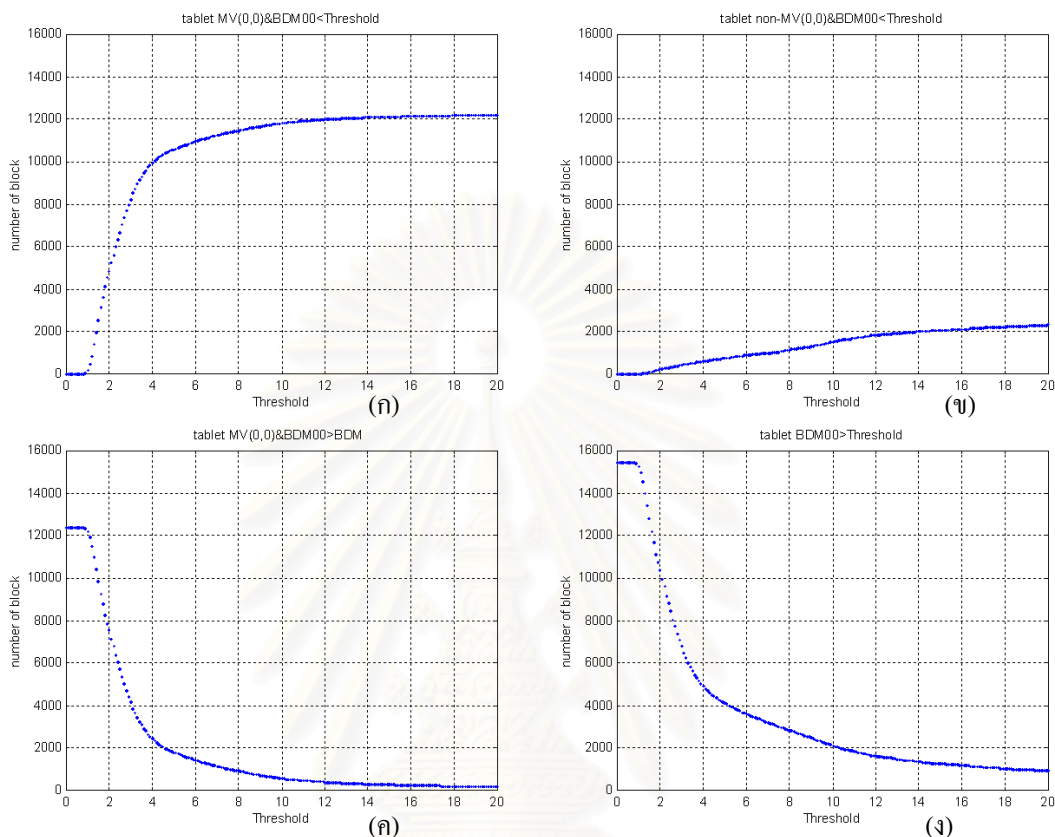 tablet MV(0,0)&BDM00<Threshold
16000
14000
12000
10000
8000
6000
4000
2000
0
number of block
0 2 4 6 8 10 12 14 16 18 20
Threshold
(ก)
tablet non-MV(0,0)&BDM00<Threshold
16000
14000
12000
10000
8000
6000
4000
2000
0
number of block
0 2 4 6 8 10 12 14 16 18 20
Threshold
(ข)
tablet MV(0,0)&BDM00>BDM
16000
14000
12000
10000
8000
6000
4000
2000
0
number of block
0 2 4 6 8 10 12 14 16 18 20
Threshold
(ค)
tablet BDM00>Threshold
16000
14000
12000
10000
8000
6000
4000
2000
0
number of block
0 2 4 6 8 10 12 14 16 18 20
Threshold
(ง)